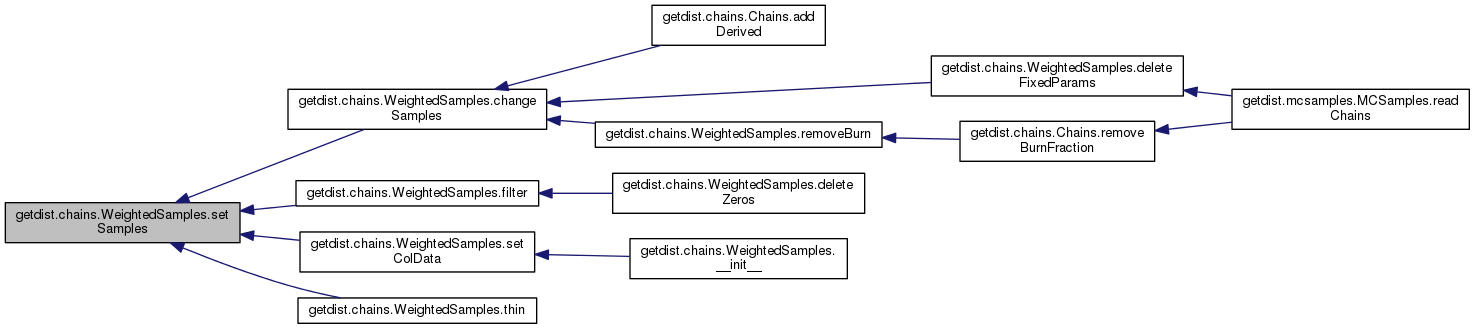 getdist.chains.Chains.add
Derived
getdist.chains.WeightedSamples.delete
FixedParams
getdist.chains.WeightedSamples.change
Samples
getdist.mcsamples.MCSamples.read
Chains
getdist.chains.WeightedSamples.removeBurn
getdist.chains.Chains.remove
BurnFraction
getdist.chains.WeightedSamples.filter
getdist.chains.WeightedSamples.delete
Zeros
getdist.chains.WeightedSamples.set
Samples
getdist.chains.WeightedSamples.set
ColData
getdist.chains.WeightedSamples.
__init__
getdist.chains.WeightedSamples.thin